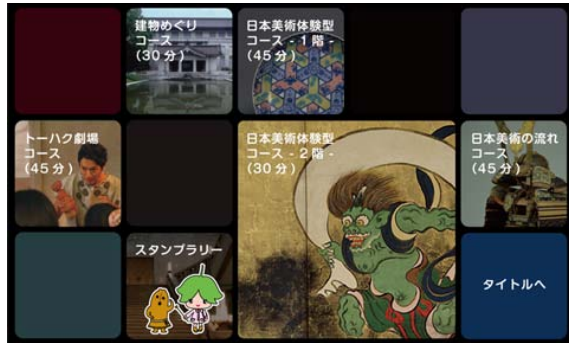 建物めぐり
コース
(30分)
日本美術体験型
コース - 1階 -
(45分)
トーハク劇場
コース
(45分)
日本美術体験型
コース - 2階 -
(30分)
日本美術の流れ
コース
(45分)
スタンプラリー
タイトルへ